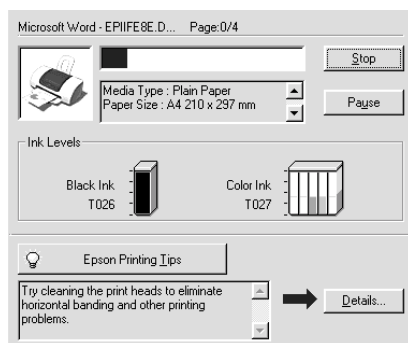 Microsoft Word - EPIIFE8E.D... Page:0/4
Stop
Media Type : Plain Paper
Paper Size : A4 210 x 297 mm
Pause
Ink Levels
Black Ink
T026
Color Ink
T027
Epson Printing Tips
Try cleaning the print heads to eliminate
horizontal banding and other printing
problems.
Details...